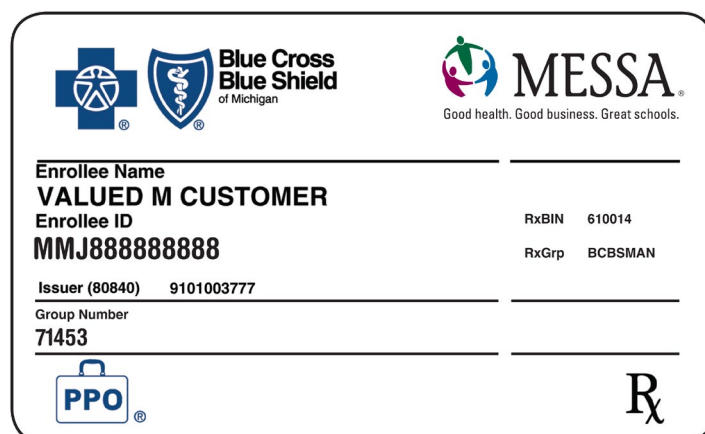 Blue Cross
Blue Shield
of Michigan
® ®
MESSA®
Good health. Good business. Great schools.
Enrollee Name
VALUED M CUSTOMER
Enrollee ID
MMJ888888888
Issuer (80840) 9101003777
Group Number
71453
RxBIN 610014
RxGrp BCBSMAN
PPO®
Rx